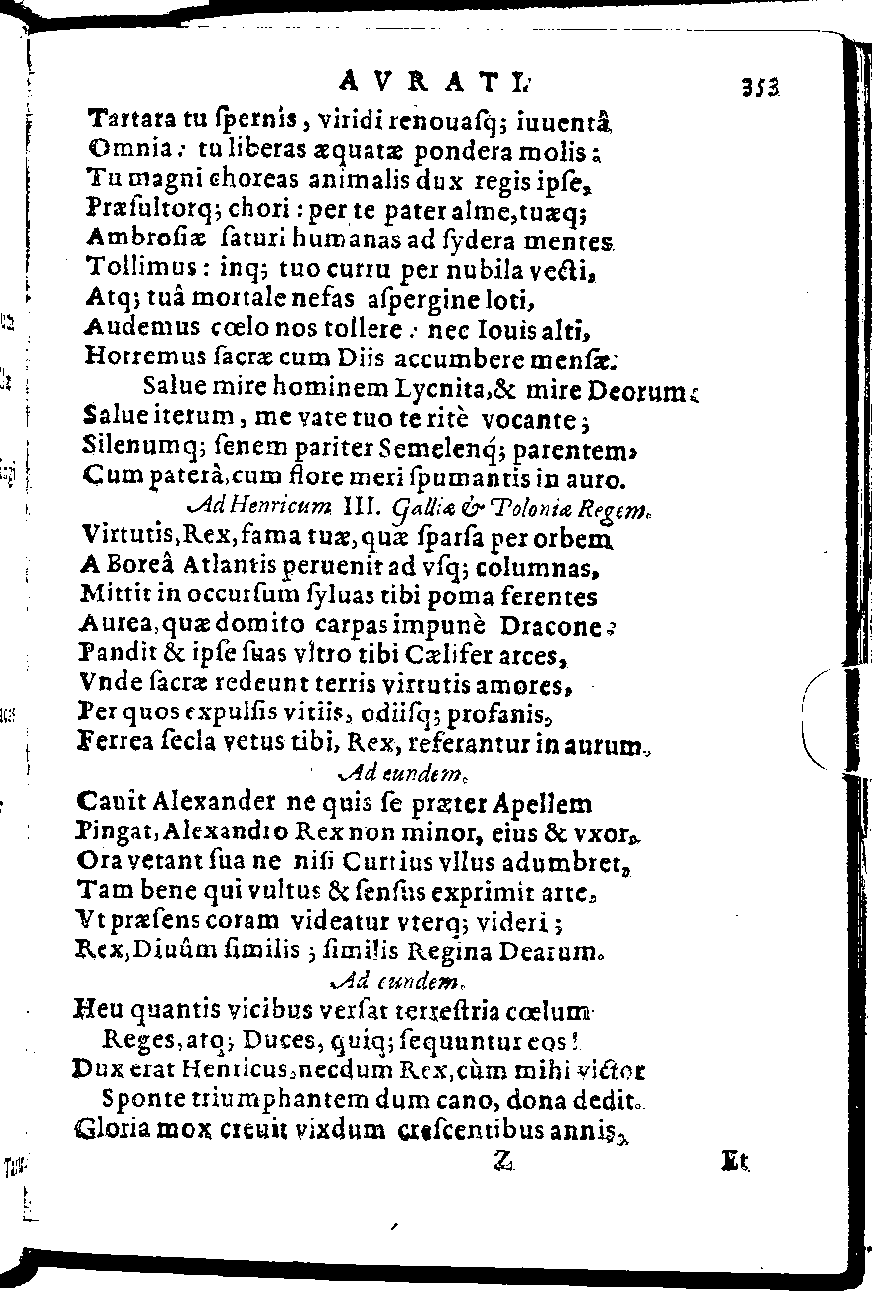 AVRATI. 353
Tartara tu ſpernis, viridi renouaſq; iuuentâ
Omnia: tu liberas æquatæ pondera molis:
Tu magni choreas animalis dux regis ipſe,
Præſultorq; chori: per te pater alme, tuæq;
Ambroſiæ ſaturi humanas ad ſydera mentes
Tollimus: inq; tuo curru per nubila vecti,
Atq; tuâ mortale nefas aſpergine loti,
Audemus cœlo nos tollere: nec Iouis alti,
Horremus ſacræ cum Diis accumbere menſæ:
Salue mire hominem Lycnita, & mire Deorum:
Salue iterum, me vate tuo te ritè vocante;
Silenumq; ſenem pariter Semelenq́; parentem,
Cum paterâ, cum flore meri ſpumantis in auro.
Ad Henricum III. Galliæ & Poloniæ Regem.
Virtutis, Rex, fama tuæ, quæ ſparſa per orbem
A Boreâ Atlantis peruenit ad vſq; columnas,
Mittit in occurſum ſyluas tibi poma ferentes
Aurea, quæ domito carpas impunè Dracone:
Pandit & ipſe ſuas vltro tibi Cælifer arces,
Vnde ſacræ redeunt terris virtutis amores,
Per quos expulſis vitiis, odiiſq; profanis,
Ferrea ſecla vetus tibi, Rex, referantur in aurum.
Ad eundem.
Cauit Alexander ne quis ſe præter Apellem
Pingat, Alexandro Rex non minor, eius & vxor,
Ora vetant ſua ne niſi Curtius vllus adumbret,
Tam bene qui vultus & ſenſus exprimit arte,
Vt præſens coram videatur vterq; videri;
Rex, Diuûm ſimilis; ſimilis Regina Dearum.
Ad eundem.
Heu quantis vicibus verſat terreſtria cœlum
Reges, atq; Duces, quiq; ſequuntur eos!
Dux erat Henricus, necdum Rex, cùm mihi victor
Sponte triumphantem dum cano, dona dedit.
Gloria mox creuit vixdum creſcentibus annis,
Z Et